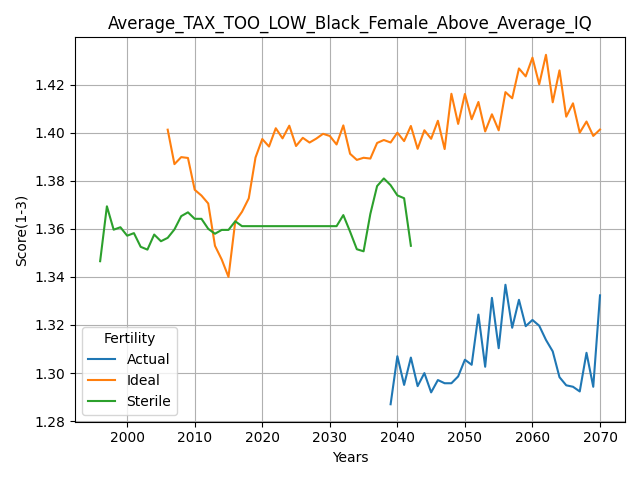 Average_TAX_TOO_LOW_Black_Female_Above_Average_IQ
Score(1-3)
1.42
1.40
1.38
1.36
1.34
1.32
1.30
1.28
Fertility
Actual
Ideal
Sterile
2000 2010 2020 2030 2040 2050 2060 2070
Years